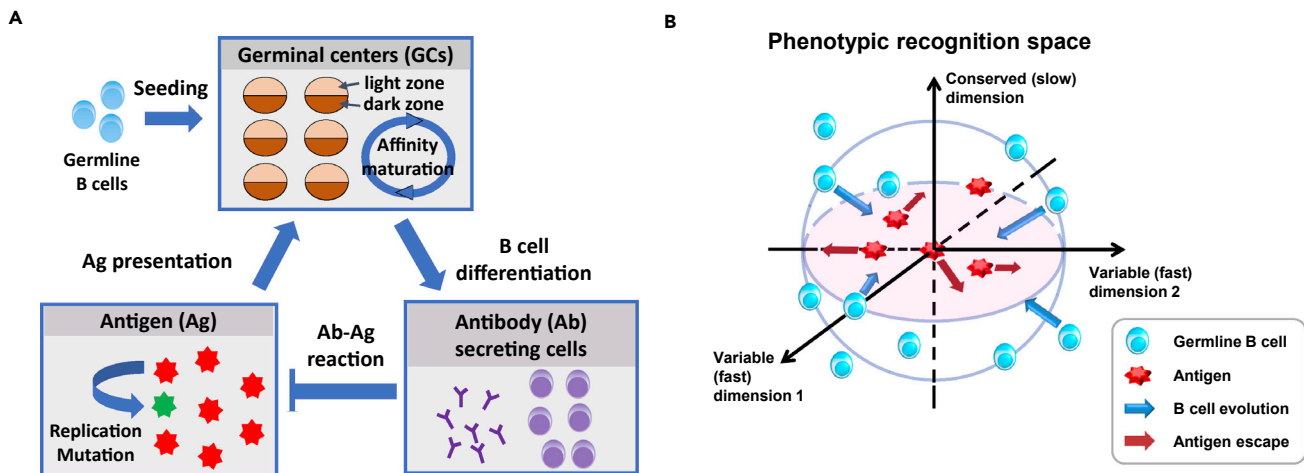 A
Germinal centers (GCs)
light zone
dark zone
Affinity
maturation
Seeding
Germline
B cells
Ag presentation
B cell
differentiation
Antigen (Ag)
Replication
Mutation
Ab-Ag
reaction
Antibody (Ab)
secreting cells
B
Phenotypic recognition space
Conserved (slow)
dimension
Variable (fast)
dimension 2
Variable
(fast)
dimension 1
Germline B cell
Antigen
B cell evolution
Antigen escape